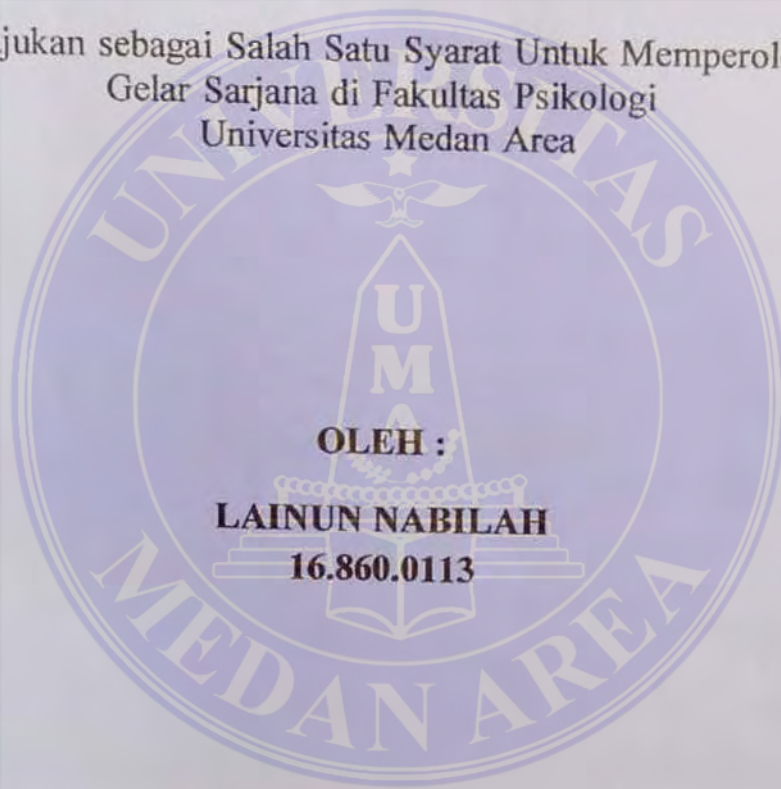 jukan sebagai Salah Satu Syarat Untuk Memperol
Gelar Sarjana di Fakultas Psikologi
Universitas Medan Area
UNIVERSITAS
U
M
A
OLEH :
LAINUN NABILAH
16.860.0113
MEDAN AREA